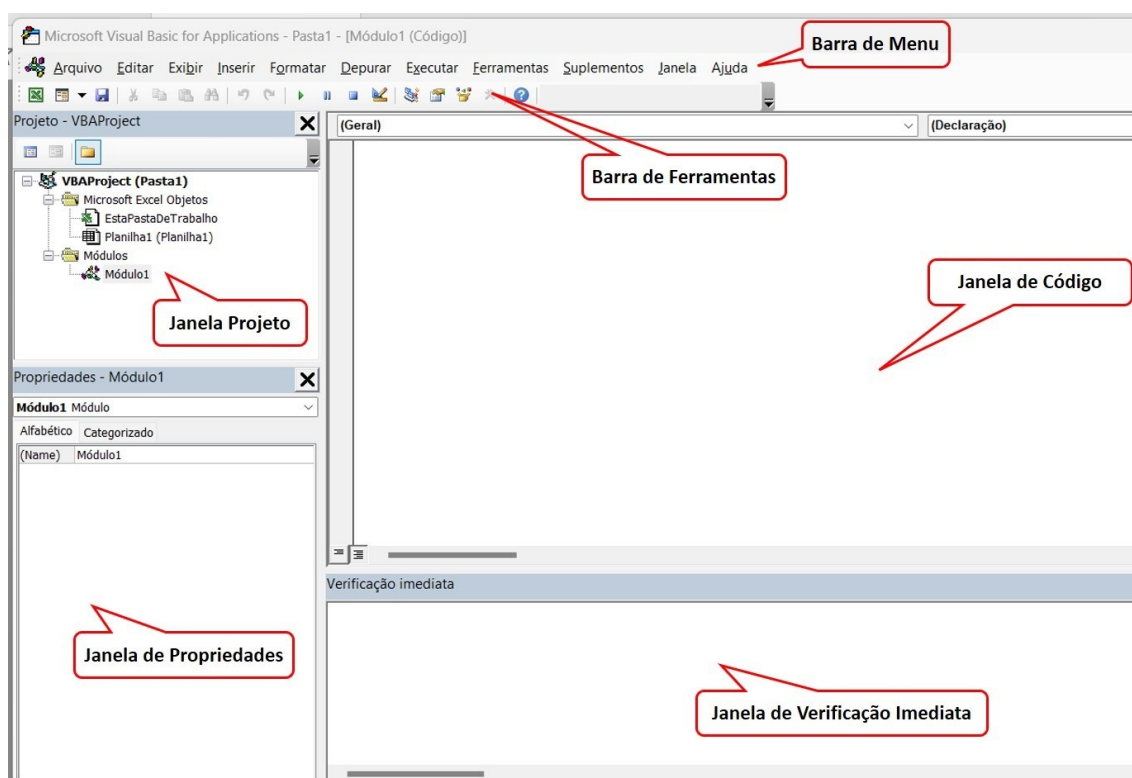 Microsoft Visual Basic for Applications - Pasta1 - [Módulo1 (Código)]
Barra de Menu
Arquivo Editar Exibir Inserir Formatar Depurar Executar Ferramentas Suplementos Janela Ajuda
Projeto - VBAProject
(Geral) (Declaração)
Barra de Ferramentas
VBAProject (Pasta1)
Microsoft Excel Objetos
EstaPastaDeTrabalho
Planilha1 (Planilha1)
Módulos
Módulo1
Janela Projeto
Janela de Código
Propriedades - Módulo1
Módulo1 Módulo
Alfabético Categorizado
(Name) Módulo1
Janela de Propriedades
Verificação imediata
Janela de Verificação Imediata